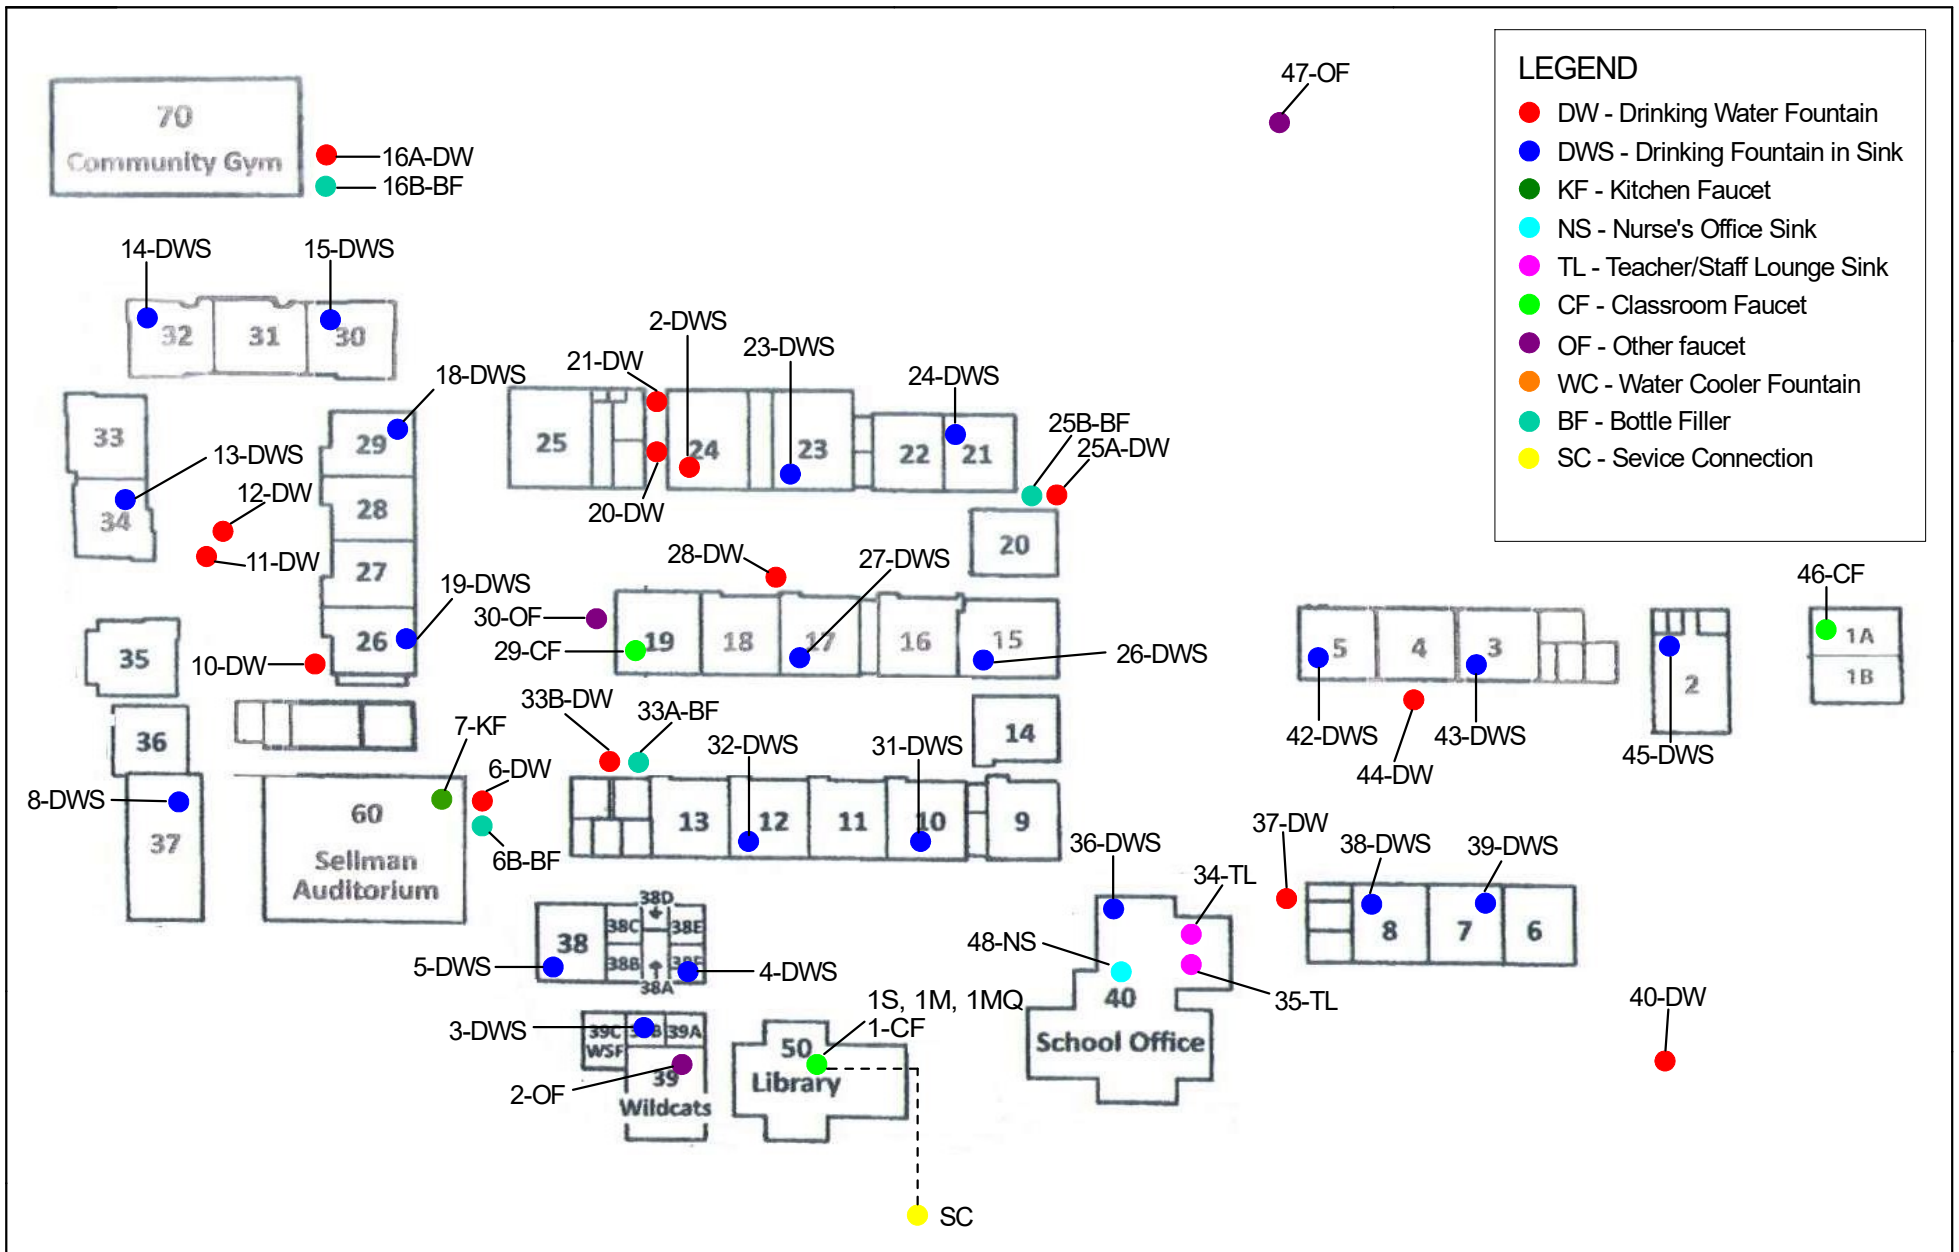 47-OF
LEGEND
DW - Drinking Water Fountain
DWS - Drinking Fountain in Sink
KF - Kitchen Faucet
NS - Nurse's Office Sink
TL - Teacher/Staff Lounge Sink
CF - Classroom Faucet
OF - Other faucet
WC - Water Cooler Fountain
BF - Bottle Filler
SC - Sevice Connection
70
Community Gym
16A-DW
16B-BF
14-DWS
15-DWS
32
31
30
18-DWS
33
13-DWS
34
12-DW
11-DW
29
28
27
26
19-DWS
10-DW
35
36
8-DWS
37
7-KF
6-DW
6B-BF
60
Sellman
Auditorium
21-DW
2-DWS
23-DWS
24-DWS
25
24
23
22
21
20-DW
25B-BF
25A-DW
20
28-DW
27-DWS
30-OF
29-CF
19
18
17
16
15
26-DWS
33B-DW
33A-BF
32-DWS
31-DWS
14
13
12
11
10
9
5
4
3
42-DWS
44-DW
43-DWS
2
45-DWS
46-CF
1A
1B
36-DWS
34-TL
48-NS
35-TL
40
School Office
37-DW
38-DWS
39-DWS
8
7
6
40-DW
38
38D
38C
38E
38B
38A
5-DWS
4-DWS
3-DWS
39C
WSF
39A
39
Wildcats
2-OF
1S, 1M, 1MQ
1-CF
50
Library
SC